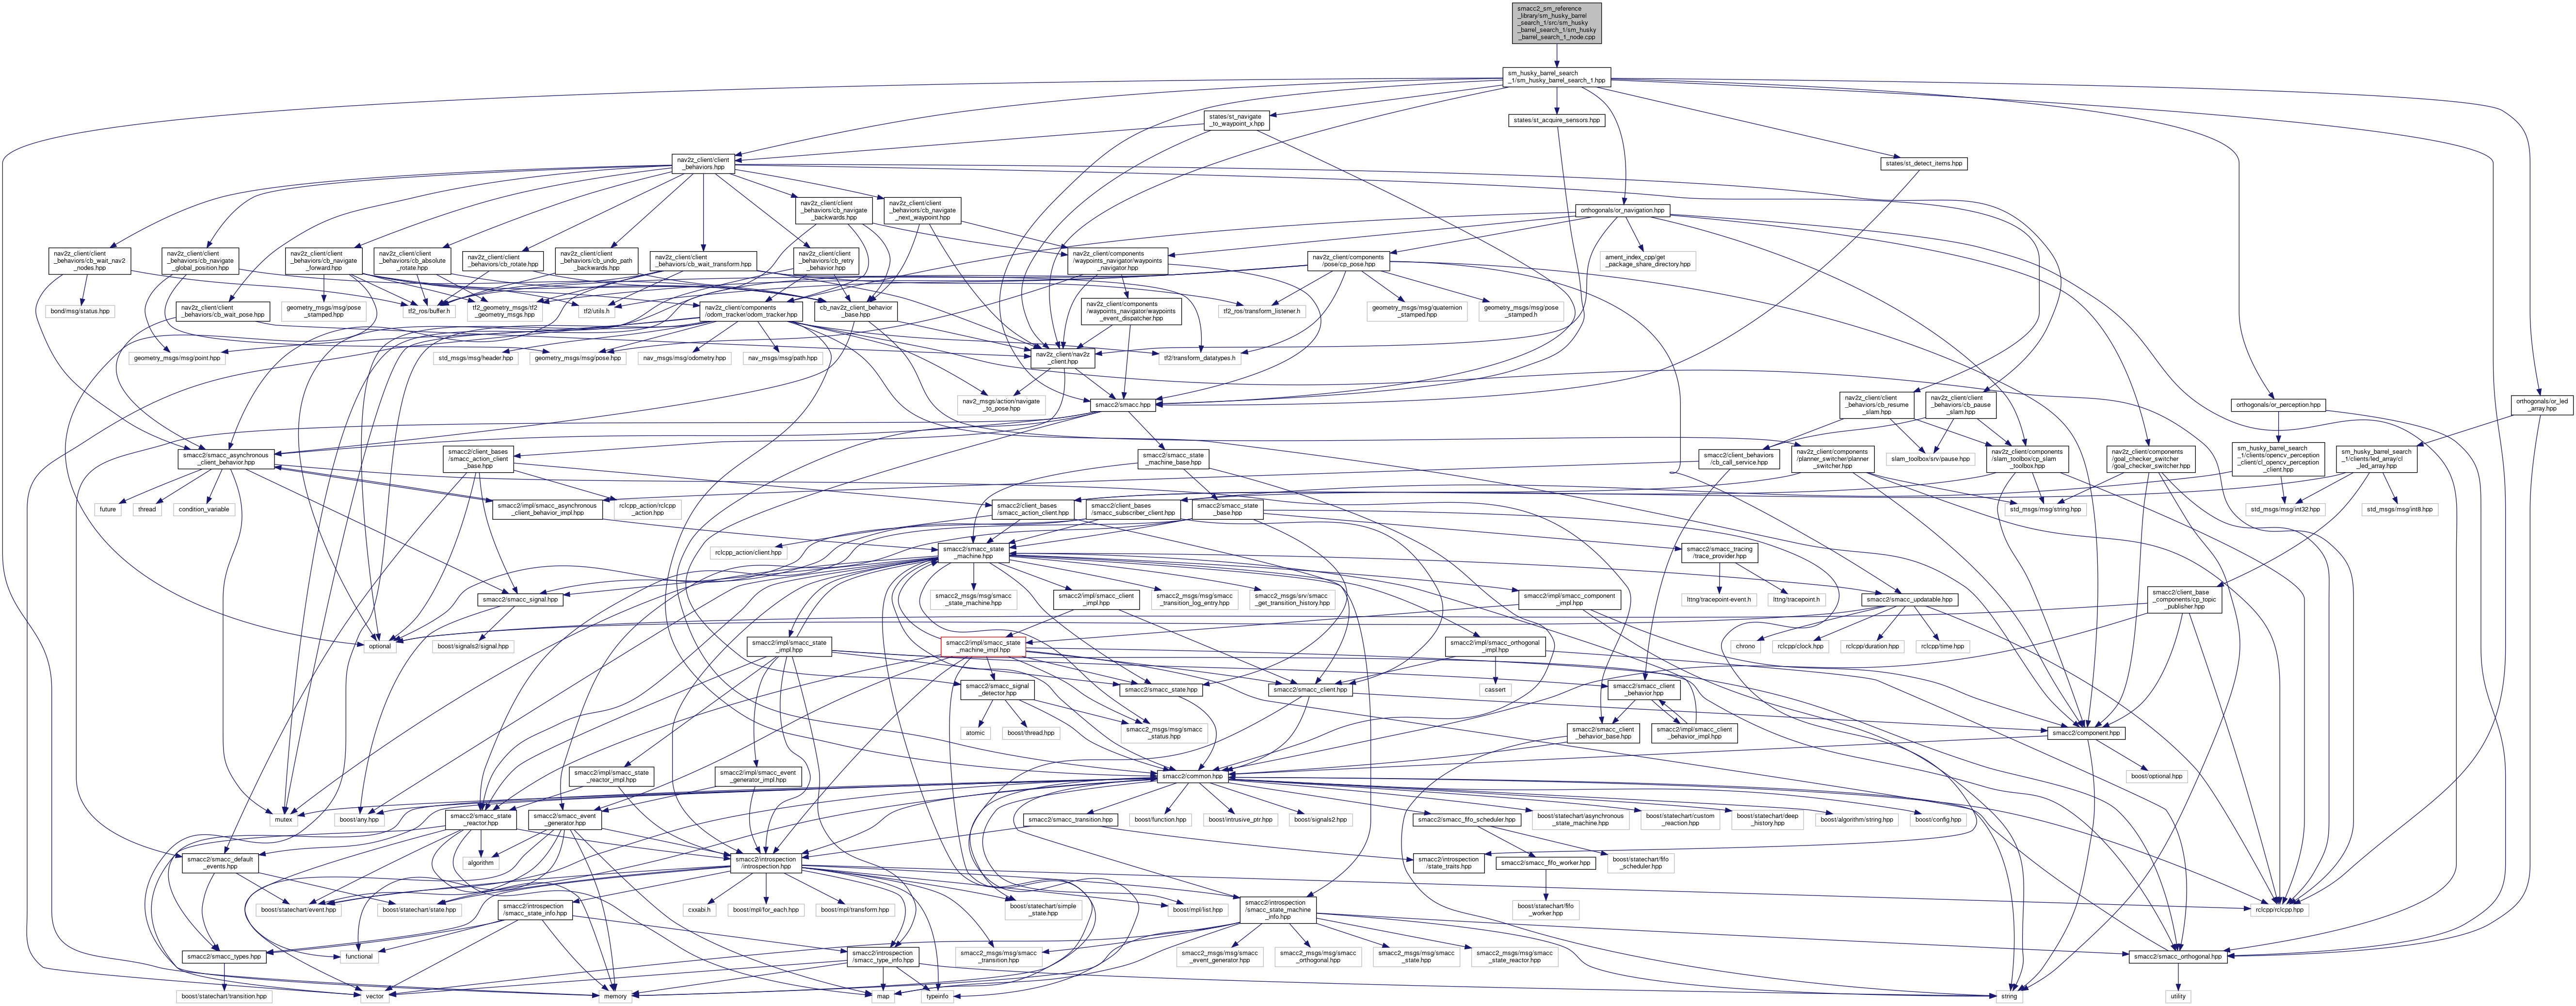 smacc2_sm_reference
_library/sm_husky_barrel
_search_1/src/sm_husky
_barrel_search_1/sm_husky
_barrel_search_1_node.cpp
sm_husky_barrel_search
_1/sm_husky_barrel_search_1.hpp
states/st_navigate
_to_waypoint_x.hpp
states/st_acquire_sensors.hpp
nav2z_client/client
_behaviors.hpp
states/st_detect_items.hpp
nav2z_client/client
_behaviors/cb_navigate
_backwards.hpp
nav2z_client/client
_behaviors/cb_navigate
_next_waypoint.hpp
orthogonals/or_navigation.hpp
nav2z_client/client
_behaviors/cb_wait_nav2
_nodes.hpp
nav2z_client/client
_behaviors/cb_navigate
_global_position.hpp
nav2z_client/client
_behaviors/cb_navigate
_forward.hpp
nav2z_client/client
_behaviors/cb_absolute
_rotate.hpp
nav2z_client/client
_behaviors/cb_rotate.hpp
nav2z_client/client
_behaviors/cb_undo_path
_backwards.hpp
nav2z_client/client
_behaviors/cb_wait_transform.hpp
nav2z_client/client
_behaviors/cb_retry
_behavior.hpp
nav2z_client/components
/waypoints_navigator/waypoints
_navigator.hpp
nav2z_client/components
/pose/cp_pose.hpp
ament_index_cpp/get
_package_share_directory.hpp
bond/msg/status.hpp
nav2z_client/client
_behaviors/cb_wait_pose.hpp
geometry_msgs/msg/pose
_stamped.hpp
tf2_ros/buffer.h
tf2_geometry_msgs/tf2
_geometry_msgs.hpp
tf2/utils.h
nav2z_client/components
/odom_tracker/odom_tracker.hpp
cb_nav2z_client_behavior
_base.hpp
nav2z_client/components
/waypoints_navigator/waypoints
_event_dispatcher.hpp
tf2_ros/transform_listener.h
geometry_msgs/msg/quaternion
_stamped.hpp
geometry_msgs/msg/pose
_stamped.h
geometry_msgs/msg/point.hpp
std_msgs/msg/header.hpp
geometry_msgs/msg/pose.hpp
nav_msgs/msg/odometry.hpp
nav_msgs/msg/path.hpp
nav2z_client/nav2z
_client.hpp
tf2/transform_datatypes.h
nav2_msgs/action/navigate
_to_pose.hpp
smacc2/smacc.hpp
nav2z_client/client
_behaviors/cb_resume
_slam.hpp
nav2z_client/client
_behaviors/cb_pause
_slam.hpp
orthogonals/or_perception.hpp
orthogonals/or_led
_array.hpp
smacc2/smacc_asynchronous
_client_behavior.hpp
smacc2/client_bases
/smacc_action_client
_base.hpp
smacc2/smacc_state
_machine_base.hpp
smacc2/client_behaviors
/cb_call_service.hpp
nav2z_client/components
/planner_switcher/planner
_switcher.hpp
slam_toolbox/srv/pause.hpp
nav2z_client/components
/slam_toolbox/cp_slam
_toolbox.hpp
nav2z_client/components
/goal_checker_switcher
/goal_checker_switcher.hpp
sm_husky_barrel_search
_1/clients/opencv_perception
_client/cl_opencv_perception
_client.hpp
sm_husky_barrel_search
_1/clients/led_array/cl
_led_array.hpp
future
thread
condition_variable
smacc2/impl/smacc_asynchronous
_client_behavior_impl.hpp
rclcpp_action/rclcpp
_action.hpp
smacc2/client_bases
/smacc_action_client.hpp
smacc2/client_bases
/smacc_subscriber_client.hpp
smacc2/smacc_state
_base.hpp
std_msgs/msg/string.hpp
std_msgs/msg/int32.hpp
std_msgs/msg/int8.hpp
rclcpp_action/client.hpp
smacc2/smacc_state
_machine.hpp
smacc2/smacc_tracing
/trace_provider.hpp
smacc2/smacc_signal.hpp
smacc2_msgs/msg/smacc
_state_machine.hpp
smacc2/impl/smacc_client
_impl.hpp
smacc2_msgs/msg/smacc
_transition_log_entry.hpp
smacc2_msgs/srv/smacc
_get_transition_history.hpp
smacc2/impl/smacc_component
_impl.hpp
lttng/tracepoint-event.h
lttng/tracepoint.h
smacc2/smacc_updatable.hpp
smacc2/client_base
_components/cp_topic
_publisher.hpp
optional
boost/signals2/signal.hpp
smacc2/impl/smacc_state
_impl.hpp
smacc2/impl/smacc_state
_machine_impl.hpp
smacc2/impl/smacc_orthogonal
_impl.hpp
chrono
rclcpp/clock.hpp
rclcpp/duration.hpp
rclcpp/time.hpp
smacc2/smacc_signal
_detector.hpp
smacc2/smacc_state.hpp
smacc2/smacc_client.hpp
cassert
smacc2/smacc_client
_behavior.hpp
atomic
boost/thread.hpp
smacc2_msgs/msg/smacc
_status.hpp
smacc2/smacc_client
_behavior_base.hpp
smacc2/impl/smacc_client
_behavior_impl.hpp
smacc2/component.hpp
smacc2/impl/smacc_state
_reactor_impl.hpp
smacc2/impl/smacc_event
_generator_impl.hpp
smacc2/common.hpp
boost/optional.hpp
mutex
boost/any.hpp
smacc2/smacc_state
_reactor.hpp
smacc2/smacc_event
_generator.hpp
smacc2/smacc_transition.hpp
boost/function.hpp
boost/intrusive_ptr.hpp
boost/signals2.hpp
smacc2/smacc_fifo_scheduler.hpp
boost/statechart/asynchronous
_state_machine.hpp
boost/statechart/custom
_reaction.hpp
boost/statechart/deep
_history.hpp
boost/algorithm/string.hpp
boost/config.hpp
smacc2/smacc_default
_events.hpp
algorithm
smacc2/introspection
/introspection.hpp
smacc2/introspection
/state_traits.hpp
smacc2/smacc_fifo_worker.hpp
boost/statechart/fifo
_scheduler.hpp
boost/statechart/event.hpp
boost/statechart/state.hpp
smacc2/introspection
/smacc_state_info.hpp
cxxabi.h
boost/mpl/for_each.hpp
boost/mpl/transform.hpp
boost/statechart/simple
_state.hpp
boost/mpl/list.hpp
smacc2/introspection
/smacc_state_machine
_info.hpp
boost/statechart/fifo
_worker.hpp
rclcpp/rclcpp.hpp
smacc2/smacc_types.hpp
functional
smacc2/introspection
/smacc_type_info.hpp
smacc2_msgs/msg/smacc
_transition.hpp
smacc2_msgs/msg/smacc
_event_generator.hpp
smacc2_msgs/msg/smacc
_orthogonal.hpp
smacc2_msgs/msg/smacc
_state.hpp
smacc2_msgs/msg/smacc
_state_reactor.hpp
smacc2/smacc_orthogonal.hpp
boost/statechart/transition.hpp
vector
memory
map
typeinfo
string
utility